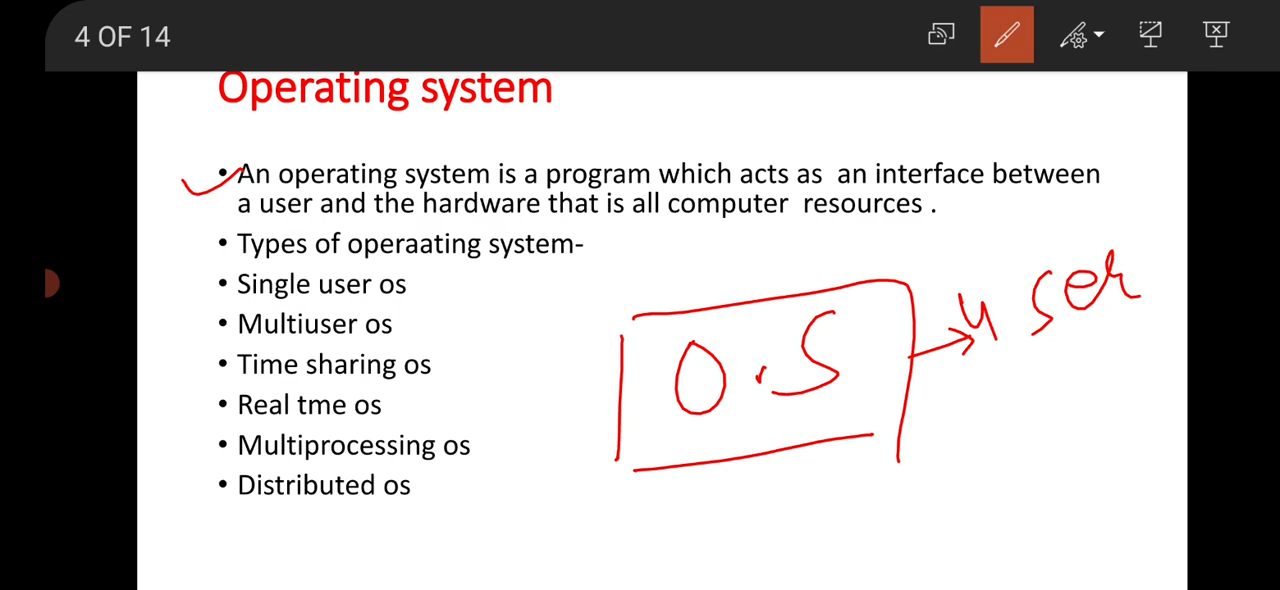 4 OF 14
Operating system
• An operating system is a program which acts as an interface between
a user and the hardware that is all computer resources .
• Types of operaating system-
• Single user os
• Multiuser os
• Time sharing os
• Real tme os
• Multiprocessing os
• Distributed os
O.S
user